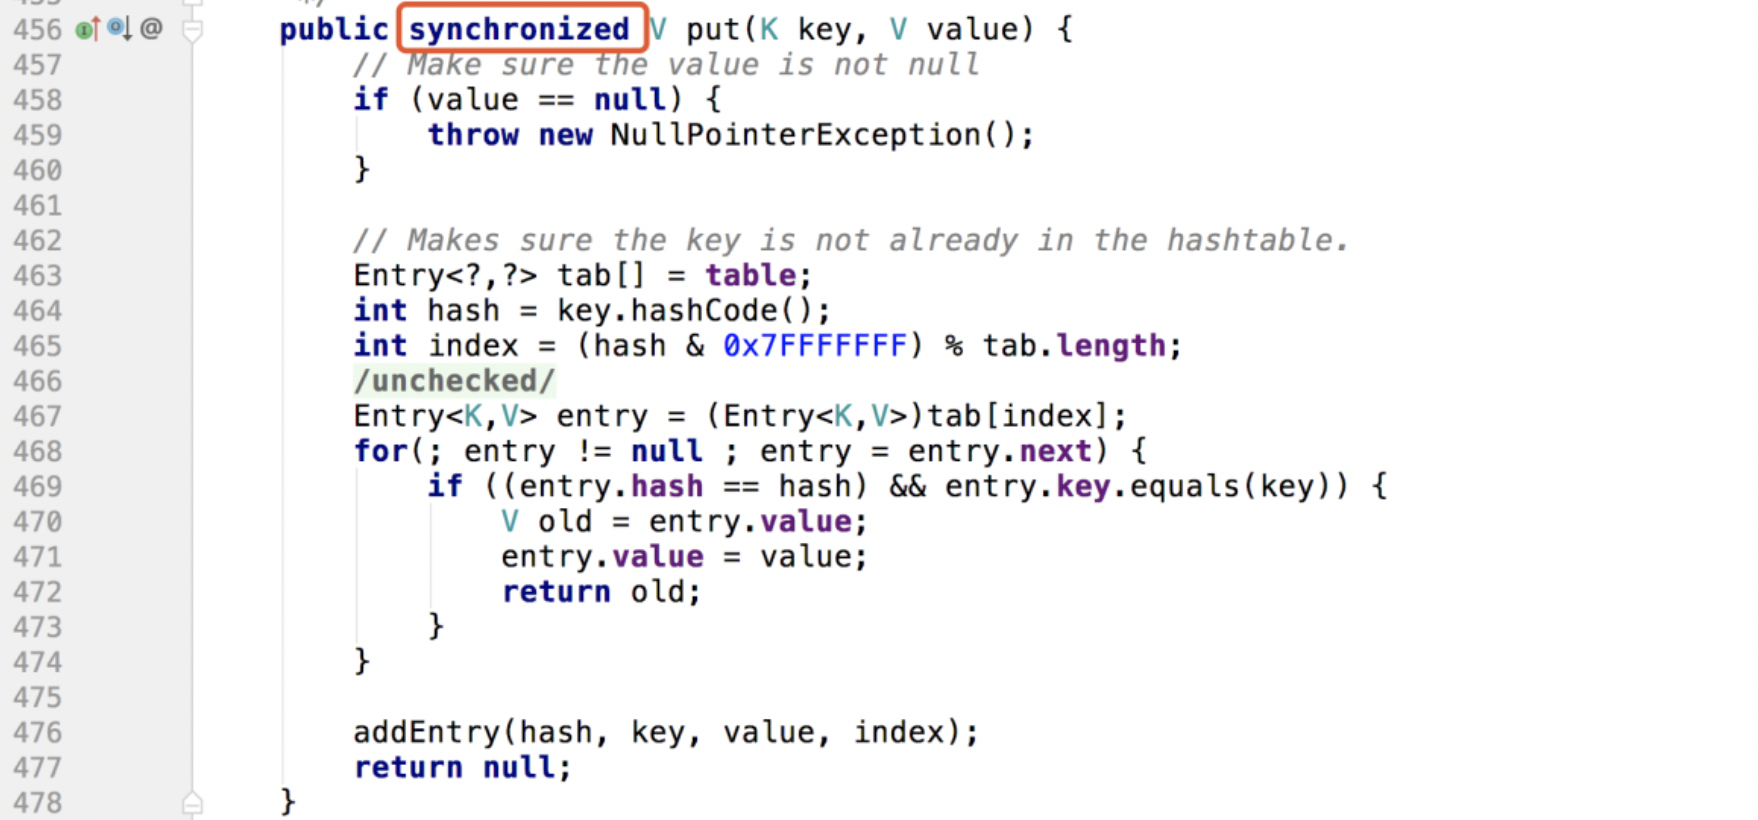 456 @ public synchronized V put(K key, V value) {
457 // Make sure the value is not null
458 if (value == null) {
459 throw new NullPointerException();
460 }
461
462 // Makes sure the key is not already in the hashtable.
463 Entry<?,?> tab[] = table;
464 int hash = key.hashCode();
465 int index = (hash & 0x7FFFFFFF) % tab.length;
466 /unchecked/
467 Entry<K,V> entry = (Entry<K,V>)tab[index];
468 for(; entry != null ; entry = entry.next) {
469 if ((entry.hash == hash) && entry.key.equals(key)) {
470 V old = entry.value;
471 entry.value = value;
472 return old;
473 }
474 }
475
476 addEntry(hash, key, value, index);
477 return null;
478 }